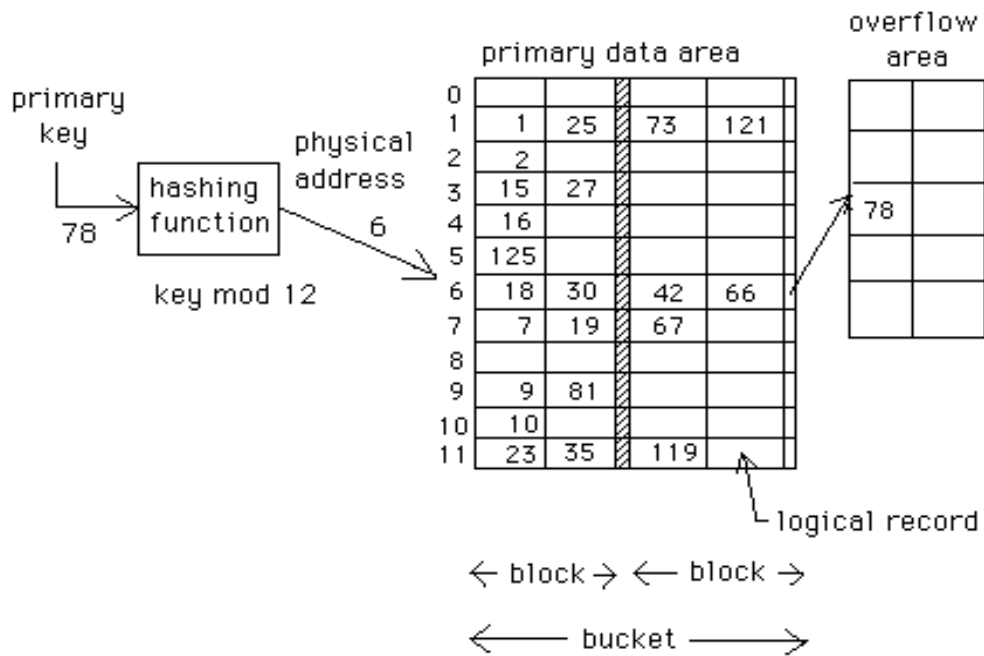 overflow
area
primary data area
primary
key
physical
address
hashing
function
78
6
key mod 12
0
1 1 25 73 121
2 2
3 15 27
4 16
5 125
6 18 30 42 66
7 7 19 67
8
9 9 81
10 10
11 23 35 119
78
logical record
block block
bucket